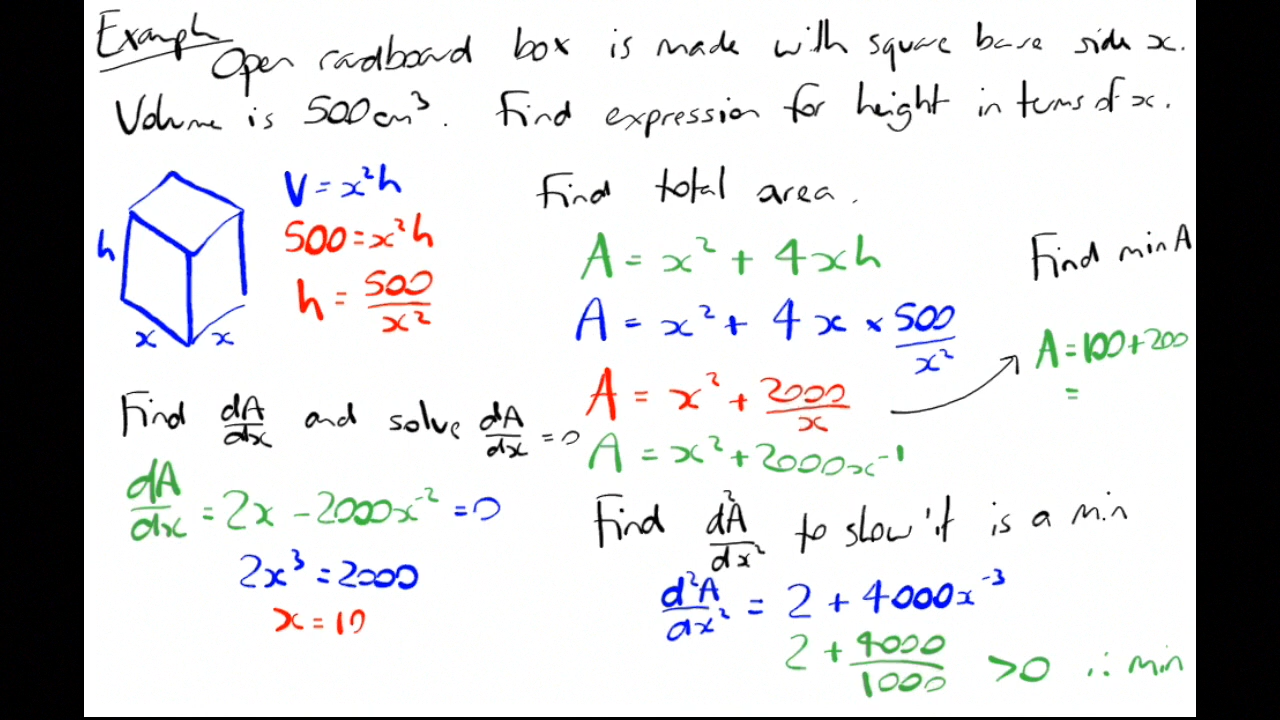 Example
Open cardboard box is made with square base side x.
Volume is 500cm³. Find expression for height in terms of x.
h
x x
V = x²h
500 = x²h
h = 500/x²
Find total area.
A = x² + 4xh
A = x² + 4x × 500/x²
A = x² + 2000/x
A = x² + 2000x⁻¹
Find min A
A = 100 + 200
=
Find dA/dx and solve dA/dx = 0
dA/dx = 2x - 2000x⁻² = 0
2x³ = 2000
x = 10
Find d²A/dx² to slow it is a min
d²A/dx² = 2 + 4000x⁻³
2 + 4000/1000 > 0 ∴ min